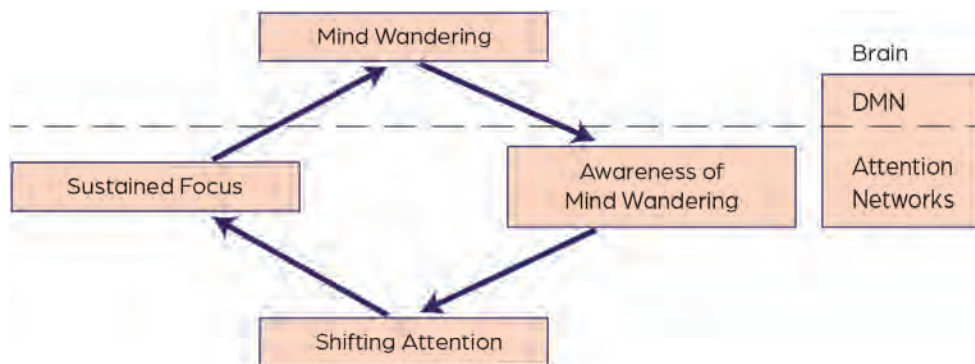 Mind Wandering
Brain
DMN
Sustained Focus
Awareness of
Mind Wandering
Attention
Networks
Shifting Attention